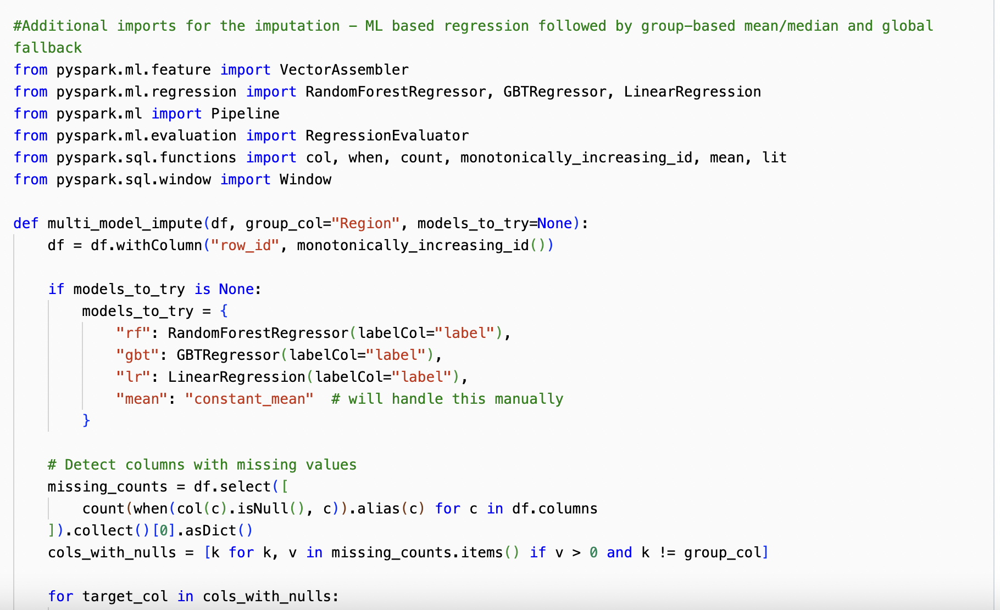 #Additional imports for the imputation – ML based regression followed by group-based mean/median and global
fallback
from pyspark.ml.feature import VectorAssembler
from pyspark.ml.regression import RandomForestRegressor, GBTRegressor, LinearRegression
from pyspark.ml import Pipeline
from pyspark.ml.evaluation import RegressionEvaluator
from pyspark.sql.functions import col, when, count, monotonically_increasing_id, mean, lit
from pyspark.sql.window import Window

def multi_model_impute(df, group_col="Region", models_to_try=None):
    df = df.withColumn("row_id", monotonically_increasing_id())

    if models_to_try is None:
        models_to_try = {
            "rf": RandomForestRegressor(labelCol="label"),
            "gbt": GBTRegressor(labelCol="label"),
            "lr": LinearRegression(labelCol="label"),
            "mean": "constant_mean"  # will handle this manually
        }

    # Detect columns with missing values
    missing_counts = df.select([
        count(when(col(c).isNull(), c)).alias(c) for c in df.columns
    ]).collect()[0].asDict()
    cols_with_nulls = [k for k, v in missing_counts.items() if v > 0 and k != group_col]

    for target_col in cols_with_nulls: